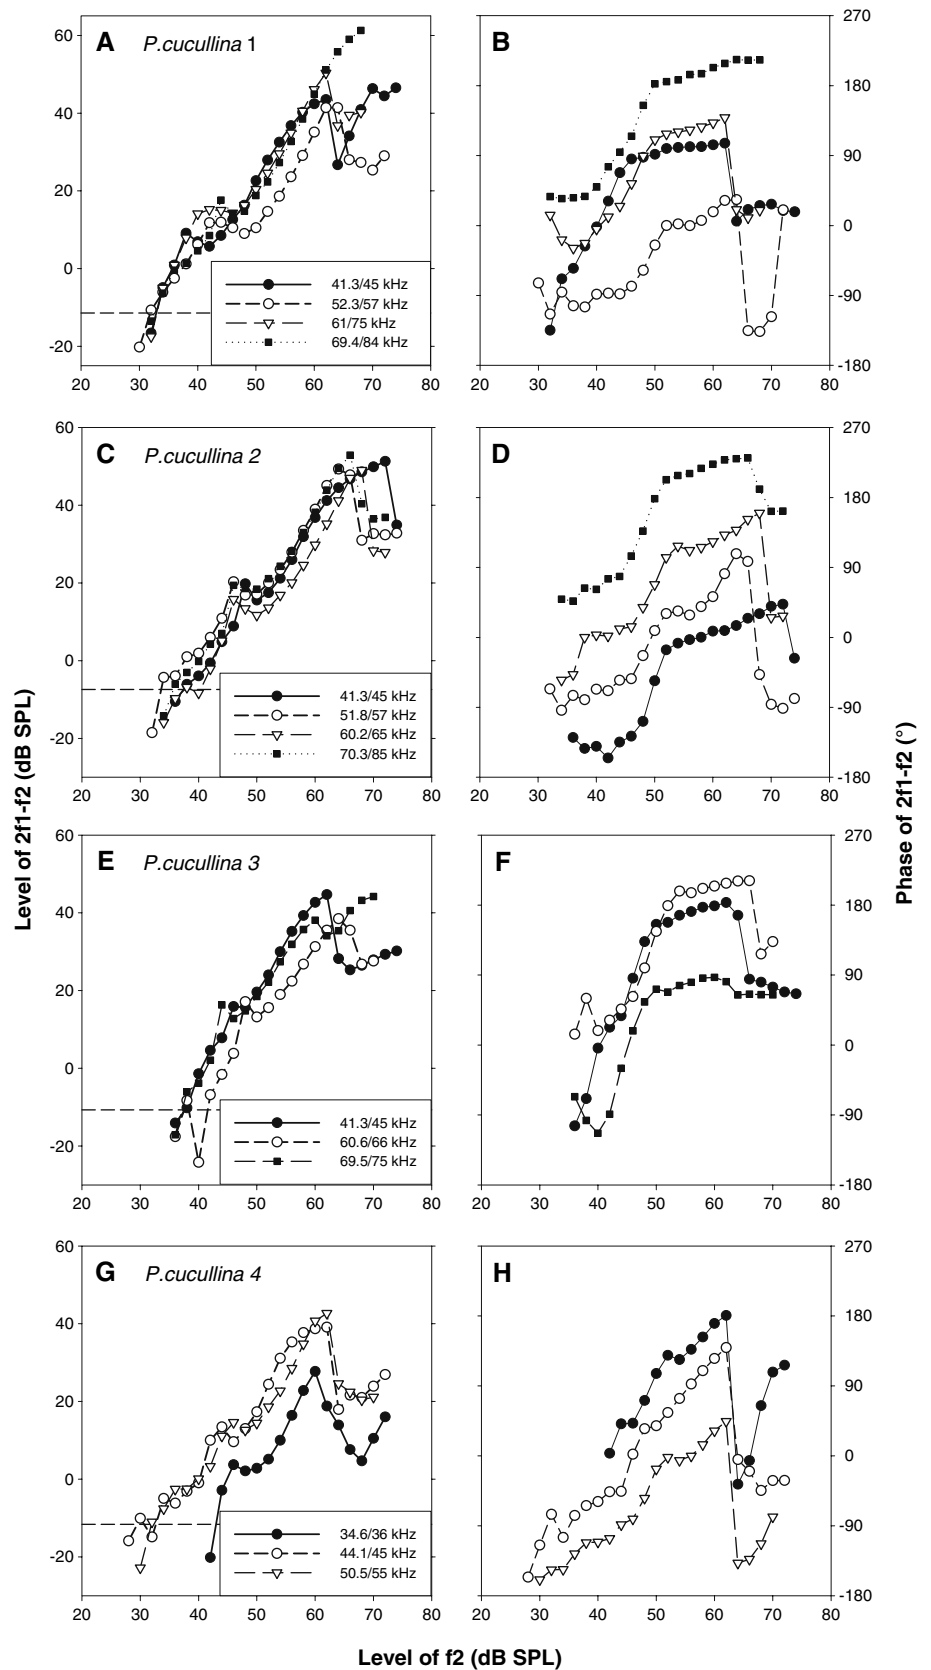 A P.cucullina 1
60
40
20
0
-20
41.3/45 kHz
52.3/57 kHz
61/75 kHz
69.4/84 kHz
20 30 40 50 60 70 80
B
270
180
90
0
-90
-180
20 30 40 50 60 70 80
C P.cucullina 2
60
40
20
0
-20
41.3/45 kHz
51.8/57 kHz
60.2/65 kHz
70.3/85 kHz
20 30 40 50 60 70 80
D
270
180
90
0
-90
-180
20 30 40 50 60 70 80
E P.cucullina 3
60
40
20
0
-20
41.3/45 kHz
60.6/66 kHz
69.5/75 kHz
20 30 40 50 60 70 80
F
270
180
90
0
-90
-180
20 30 40 50 60 70 80
G P.cucullina 4
60
40
20
0
-20
34.6/36 kHz
44.1/45 kHz
50.5/55 kHz
20 30 40 50 60 70 80
H
270
180
90
0
-90
-180
20 30 40 50 60 70 80
Level of 2f1-f2 (dB SPL)
Phase of 2f1-f2 (°)
Level of f2 (dB SPL)